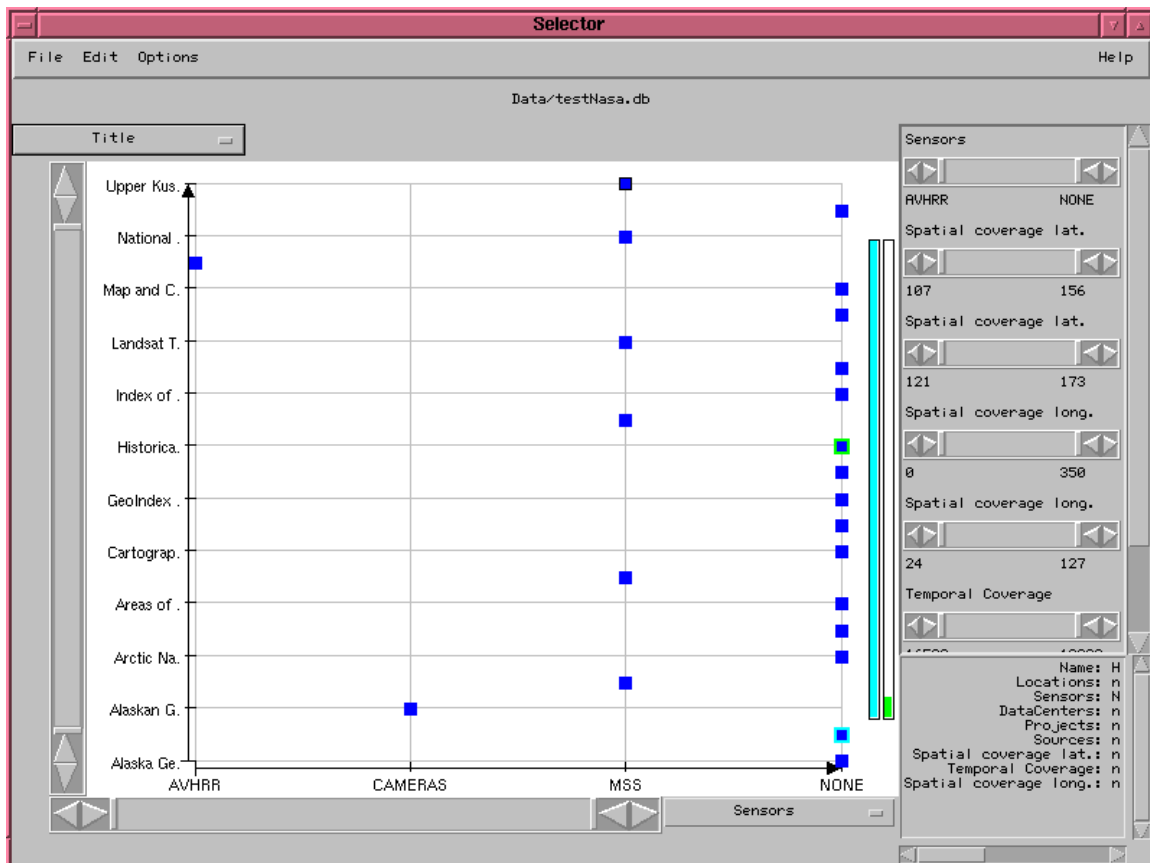 Selector
File Edit Options Help
Data/testNasa.db
Title
Upper Kus.
National .
Map and C.
Landsat T.
Index of .
Historica.
GeoIndex .
Cartograp.
Areas of .
Arctic Na.
Alaskan G.
Alaska Ge.
AVHRR CAMERAS MSS NONE
Sensors
Sensors
AVHRR NONE
Spatial coverage lat.
107 156
Spatial coverage lat.
121 173
Spatial coverage long.
0 350
Spatial coverage long.
24 127
Temporal Coverage
Name: H
Locations: n
Sensors: N
DataCenters: n
Projects: n
Sources: n
Spatial coverage lat.: n
Temporal Coverage: n
Spatial coverage long.: n